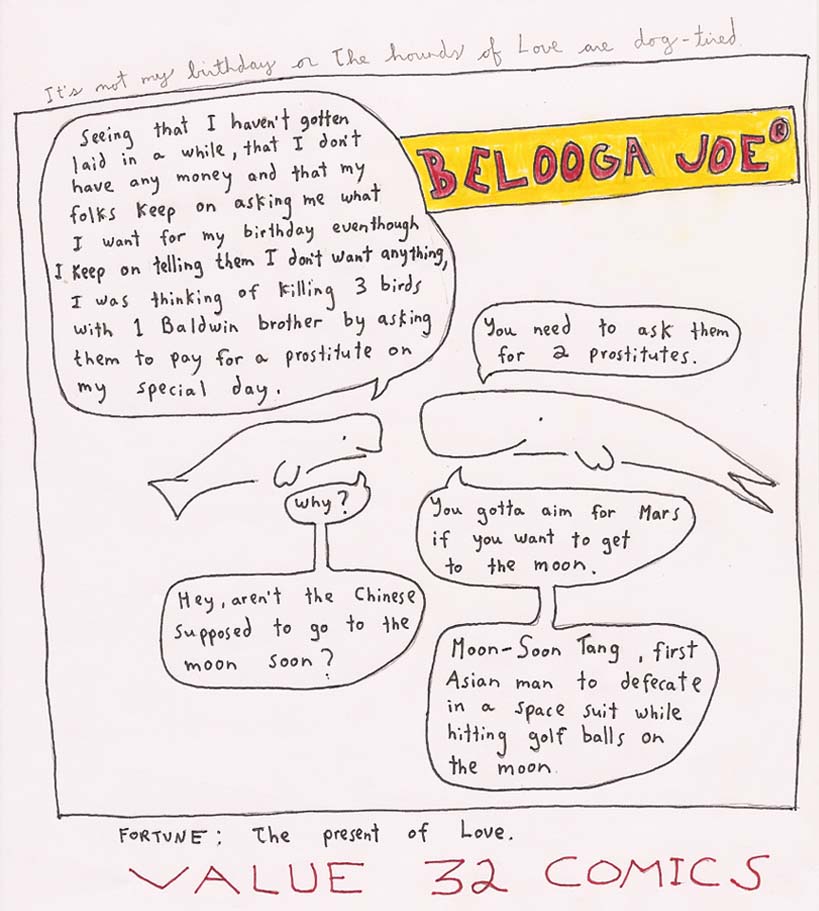 It's not my birthday or The hounds of Love are dog-tired
BELOOGA JOE®
Seeing that I haven't gotten
laid in a while, that I don't
have any money and that my
folks keep on asking me what
I want for my birthday eventhough
I keep on telling them I don't want anything,
I was thinking of killing 3 birds
with 1 Baldwin brother by asking
them to pay for a prostitute on
my special day.
You need to ask them
for 2 prostitutes.
Why?
You gotta aim for Mars
if you want to get
to the moon.
Hey, aren't the Chinese
supposed to go to the
moon soon?
Moon-Soon Tang, first
Asian man to defecate
in a space suit while
hitting golf balls on
the moon.
FORTUNE: The present of Love.
VALUE 32 COMICS